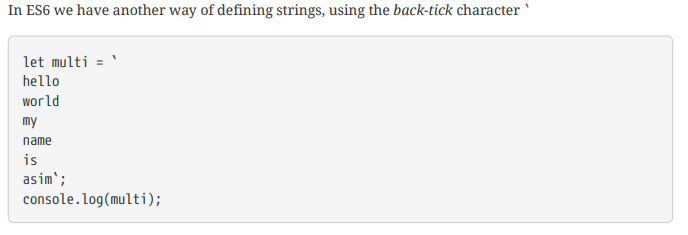 In ES6 we have another way of defining strings, using the back-tick character `
let multi = `
hello
world
my
name
is
asim`;
console.log(multi);